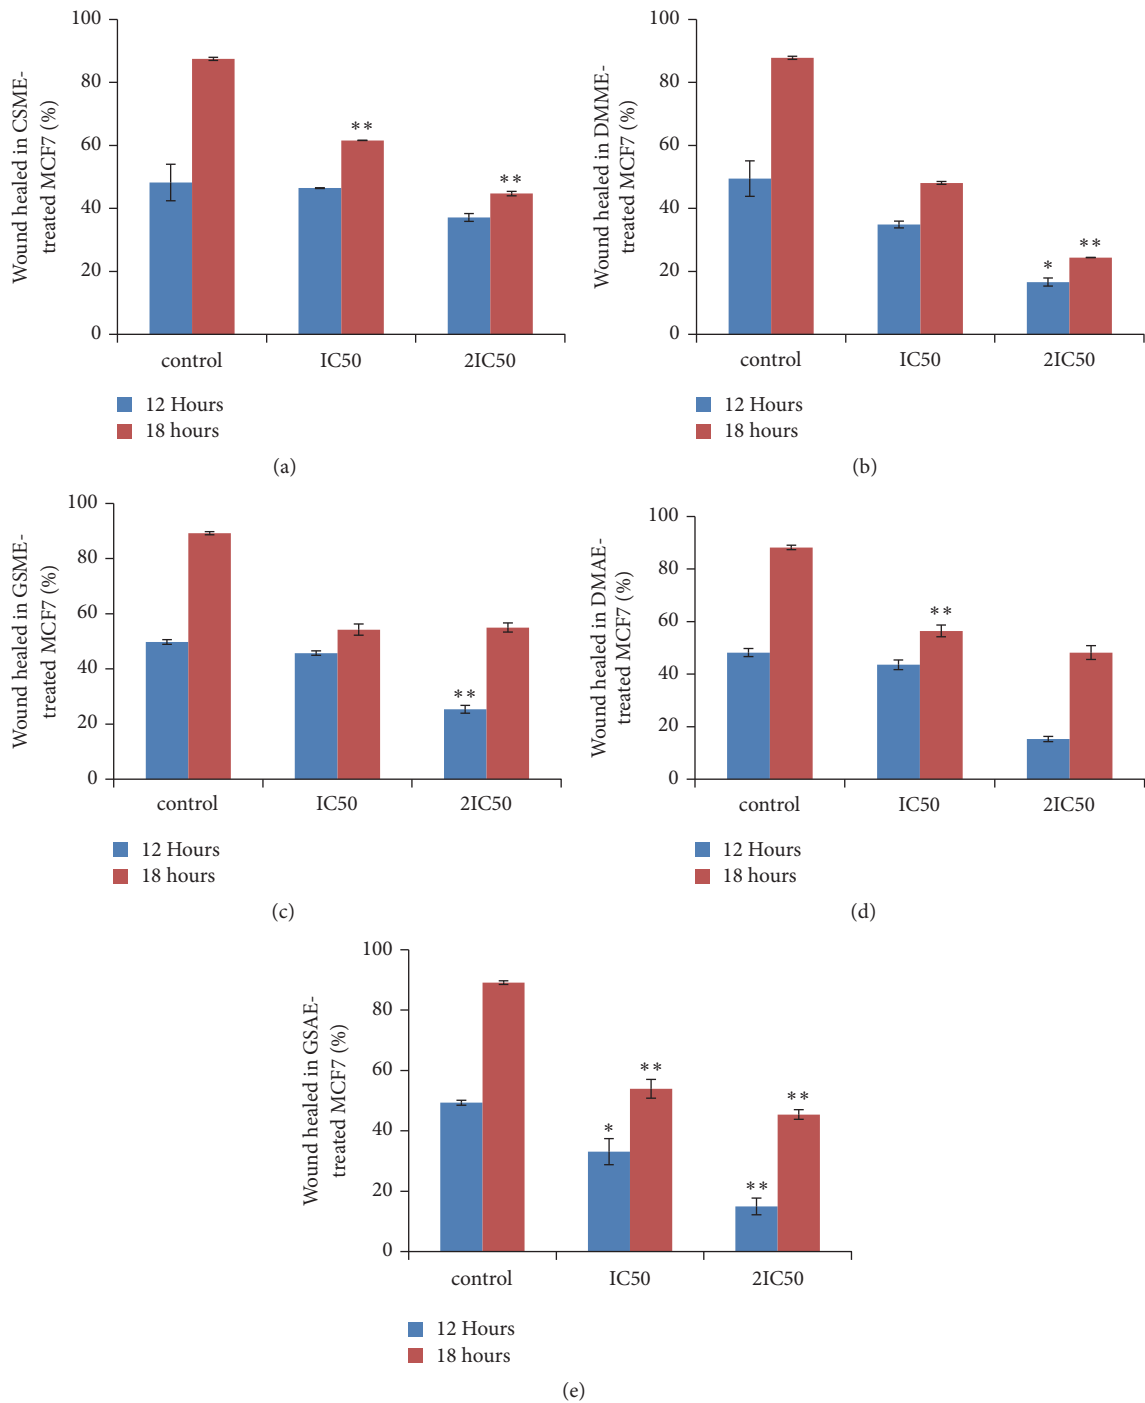 Wound healed in CSME-
treated MCF7 (%)
100
80
60
40
20
0
**
**
control IC50 2IC50
12 Hours
18 hours
(a)
Wound healed in DMME-
treated MCF7 (%)
100
80
60
40
20
0
* **
control IC50 2IC50
12 Hours
18 hours
(b)
Wound healed in GSME-
treated MCF7 (%)
100
80
60
40
20
0
**
control IC50 2IC50
12 Hours
18 hours
(c)
Wound healed in DMAE-
treated MCF7 (%)
100
80
60
40
20
0
**
control IC50 2IC50
12 Hours
18 hours
(d)
Wound healed in GSAE-
treated MCF7 (%)
100
80
60
40
20
0
* **
** **
control IC50 2IC50
12 Hours
18 hours
(e)